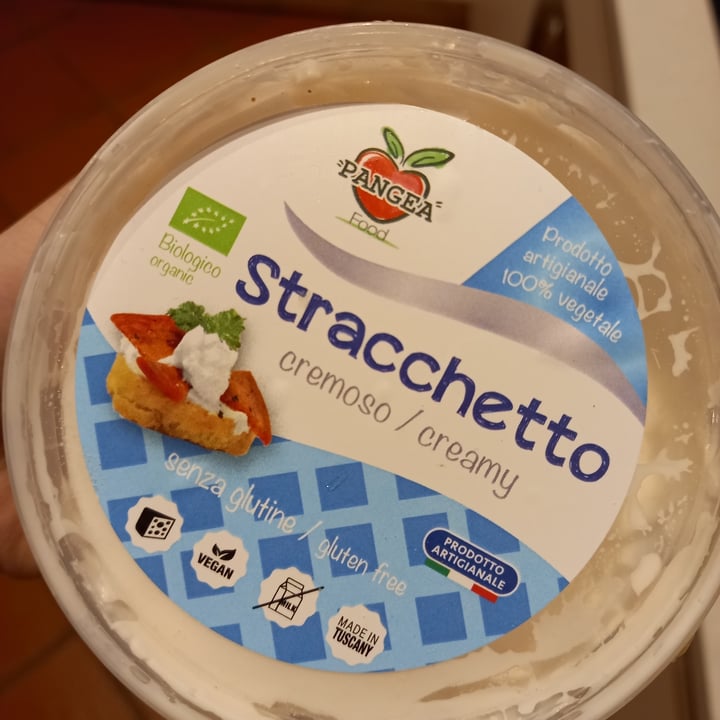 PANGEA
Food
Biologico
organic
Prodotto
artigianale
100% vegetale
Stracchetto
cremoso / creamy
senza glutine / gluten free
VEGAN
MILK
MADE IN
TUSCANY
PRODOTTO
ARTIGIANALE